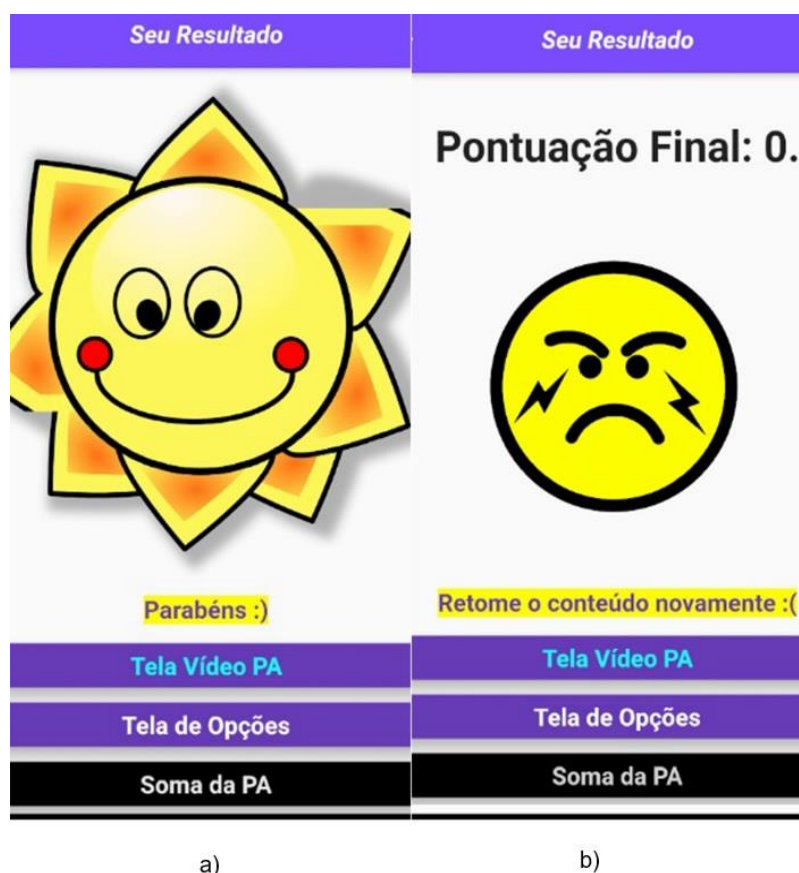 Seu Resultado
Parabéns :)
Tela Vídeo PA
Tela de Opções
Soma da PA
a)
Seu Resultado
Pontuação Final: 0.
Retome o conteúdo novamente :(
Tela Vídeo PA
Tela de Opções
Soma da PA
b)